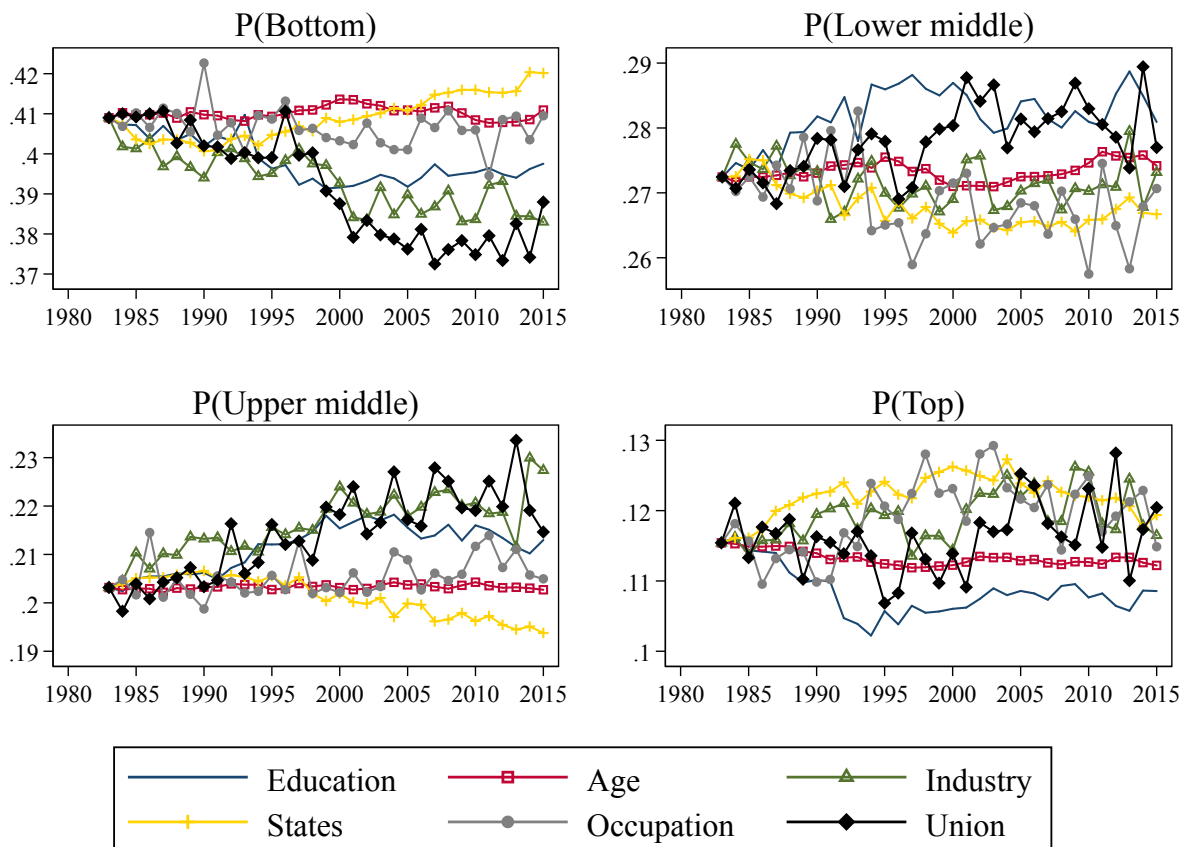 P(Bottom)
.42
.41
.4
.39
.38
.37
1980 1985 1990 1995 2000 2005 2010 2015
P(Lower middle)
.29
.28
.27
.26
1980 1985 1990 1995 2000 2005 2010 2015
P(Upper middle)
.23
.22
.21
.2
.19
1980 1985 1990 1995 2000 2005 2010 2015
P(Top)
.13
.12
.11
.1
1980 1985 1990 1995 2000 2005 2010 2015
Education Age Industry
States Occupation Union